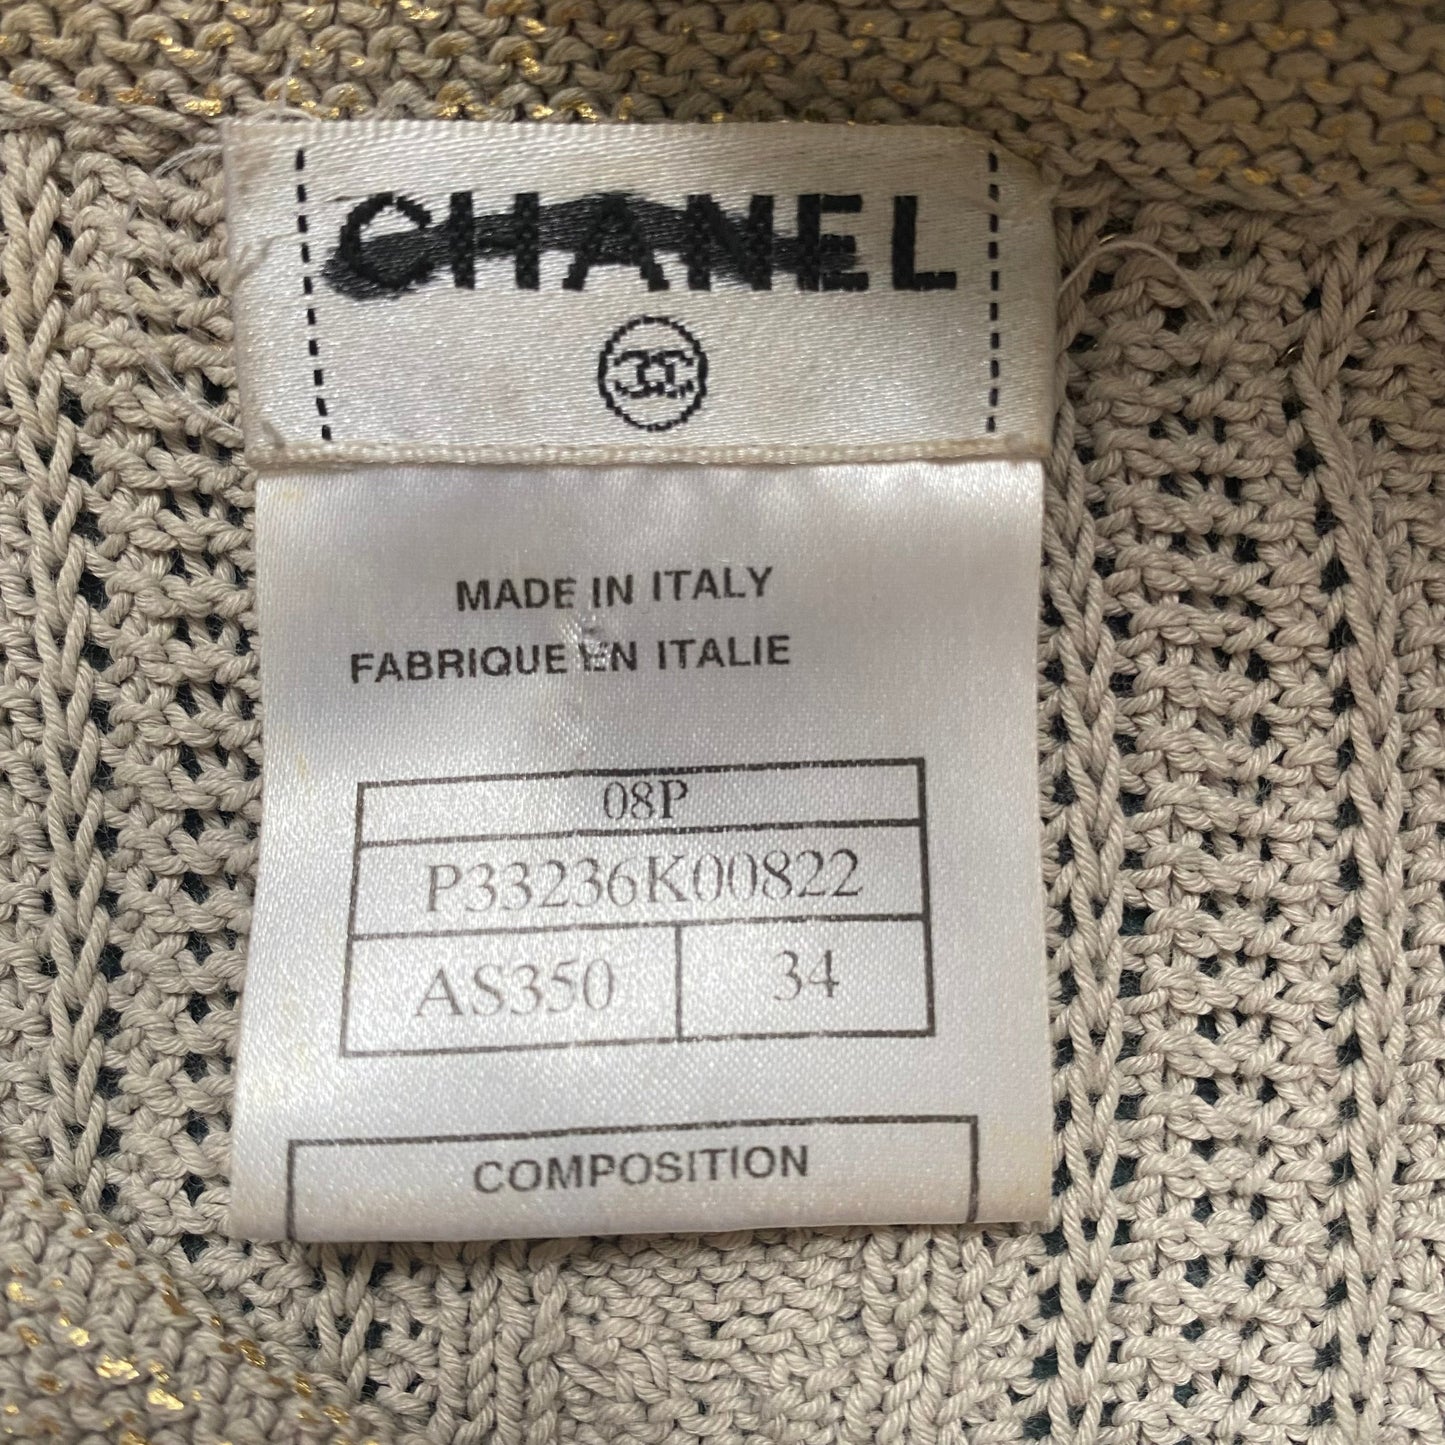 CHANEL
MADE IN ITALY
FABRIQUE EN ITALIE
08P
P33236K00822
AS350 34
COMPOSITION